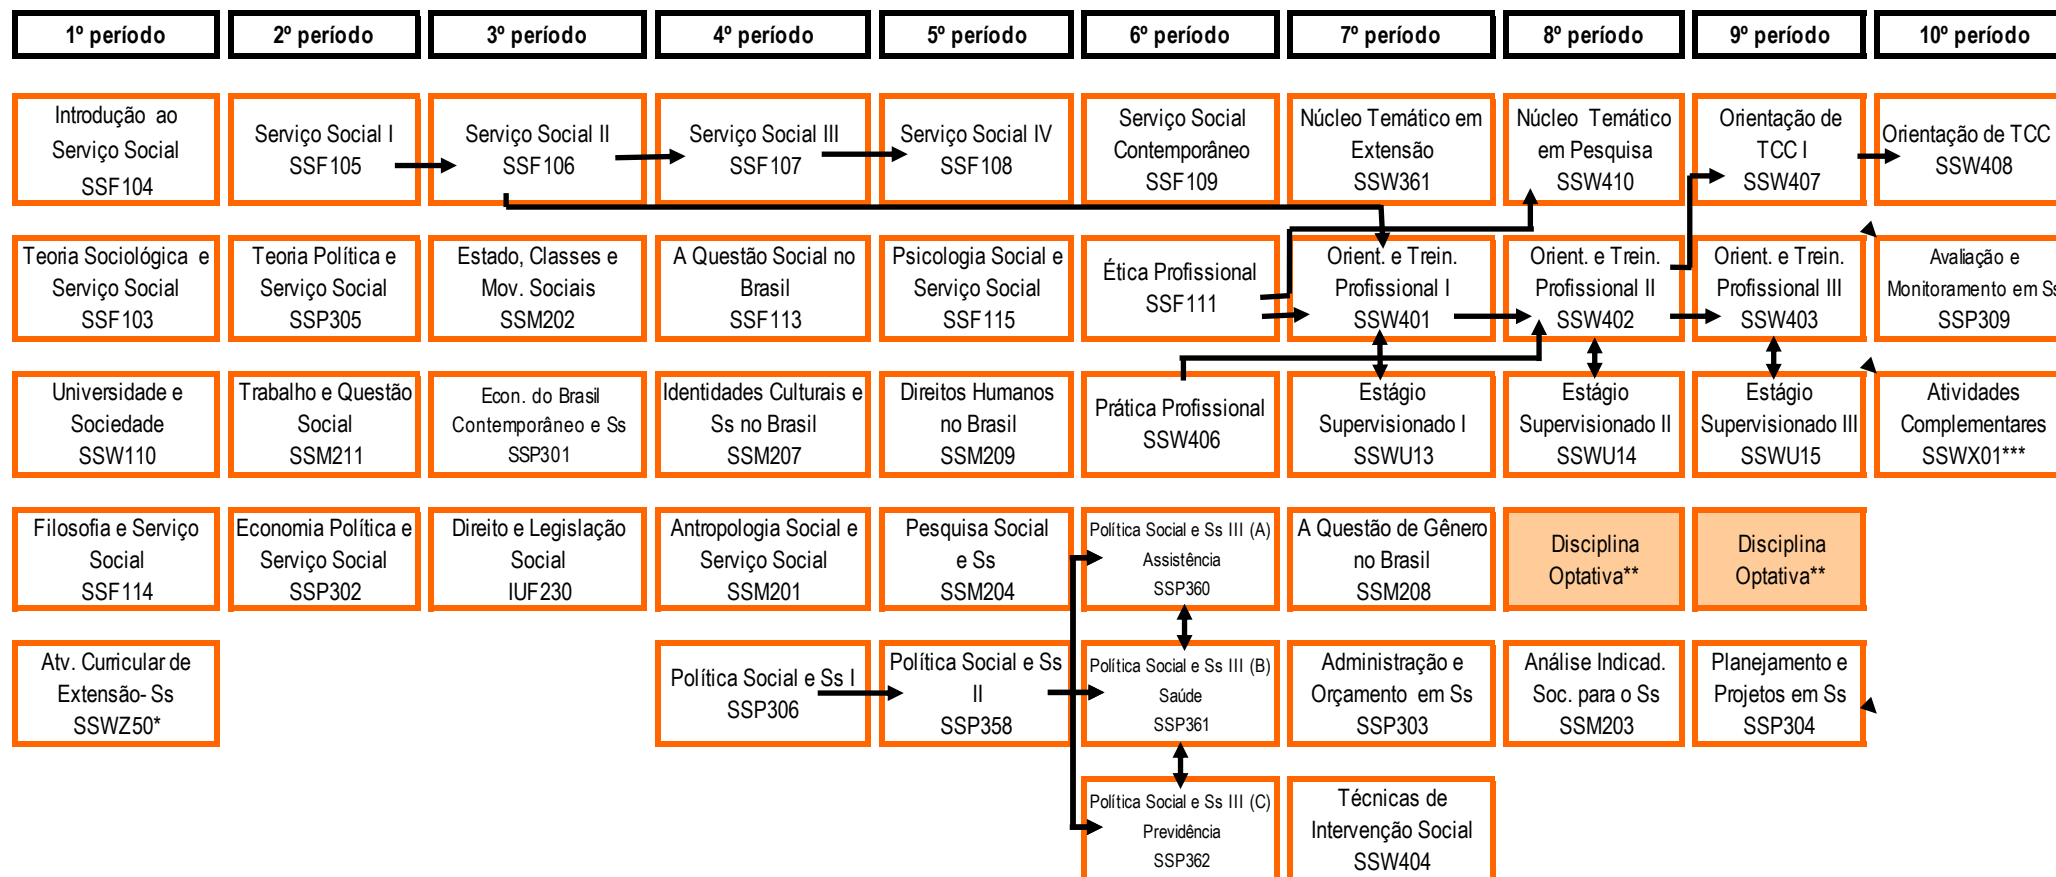 1º período
2º período
3º período
4º período
5º período
6º período
7º período
8º período
9º período
10º período
Introdução ao
Serviço Social
SSF104
Serviço Social I
SSF105
Serviço Social II
SSF106
Serviço Social III
SSF107
Serviço Social IV
SSF108
Serviço Social
Contemporâneo
SSF109
Núcleo Temático em
Extensão
SSW361
Núcleo Temático
em Pesquisa
SSW410
Orientação de
TCC I
SSW407
Orientação de TCC
SSW408
Teoria Sociológica e
Serviço Social
SSF103
Teoria Política e
Serviço Social
SSP305
Estado, Classes e
Mov. Sociais
SSM202
A Questão Social no
Brasil
SSF113
Psicologia Social e
Serviço Social
SSF115
Ética Profissional
SSF111
Orient. e Trein.
Profissional I
SSW401
Orient. e Trein.
Profissional II
SSW402
Orient. e Trein.
Profissional III
SSW403
Avaliação e
Monitoramento em Ss
SSP309
Universidade e
Sociedade
SSW110
Trabalho e Questão
Social
SSM211
Econ. do Brasil
Contemporâneo e Ss
SSP301
Identidades Culturais e
Ss no Brasil
SSM207
Direitos Humanos
no Brasil
SSM209
Prática Profissional
SSW406
Estágio
Supervisionado I
SSWU13
Estágio
Supervisionado II
SSWU14
Estágio
Supervisionado III
SSWU15
Atividades
Complementares
SSWX01***
Filosofia e Serviço
Social
SSF114
Economia Política e
Serviço Social
SSP302
Direito e Legislação
Social
IUF230
Antropologia Social e
Serviço Social
SSM201
Pesquisa Social
e Ss
SSM204
Política Social e Ss III (A)
Assistência
SSP360
A Questão de Gênero
no Brasil
SSM208
Disciplina
Optativa**
Disciplina
Optativa**
Atv. Curricular de
Extensão- Ss
SSWZ50*
Política Social e Ss I
SSP306
Política Social e Ss
II
SSP358
Política Social e Ss III (B)
Saúde
SSP361
Administração e
Orçamento em Ss
SSP303
Análise Indicad.
Soc. para o Ss
SSM203
Planejamento e
Projetos em Ss
SSP304
Política Social e Ss III (C)
Previdência
SSP362
Técnicas de
Intervenção Social
SSW404